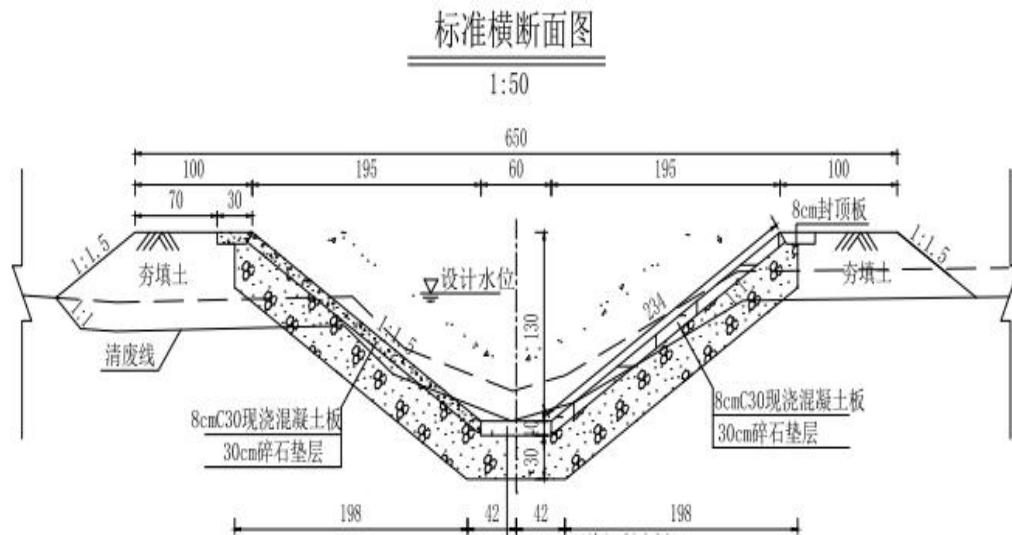 标准横断面图
1:50
650
100
195
60
195
100
70
30
8cm封顶板
1:1.5
1:1.5
夯填土
夯填土
设计水位
234
130
1:1
1:1.5
清废线
8cmC30现浇混凝土板
30cm碎石垫层
8cmC30现浇混凝土板
30cm碎石垫层
10
30
198
42
42
198